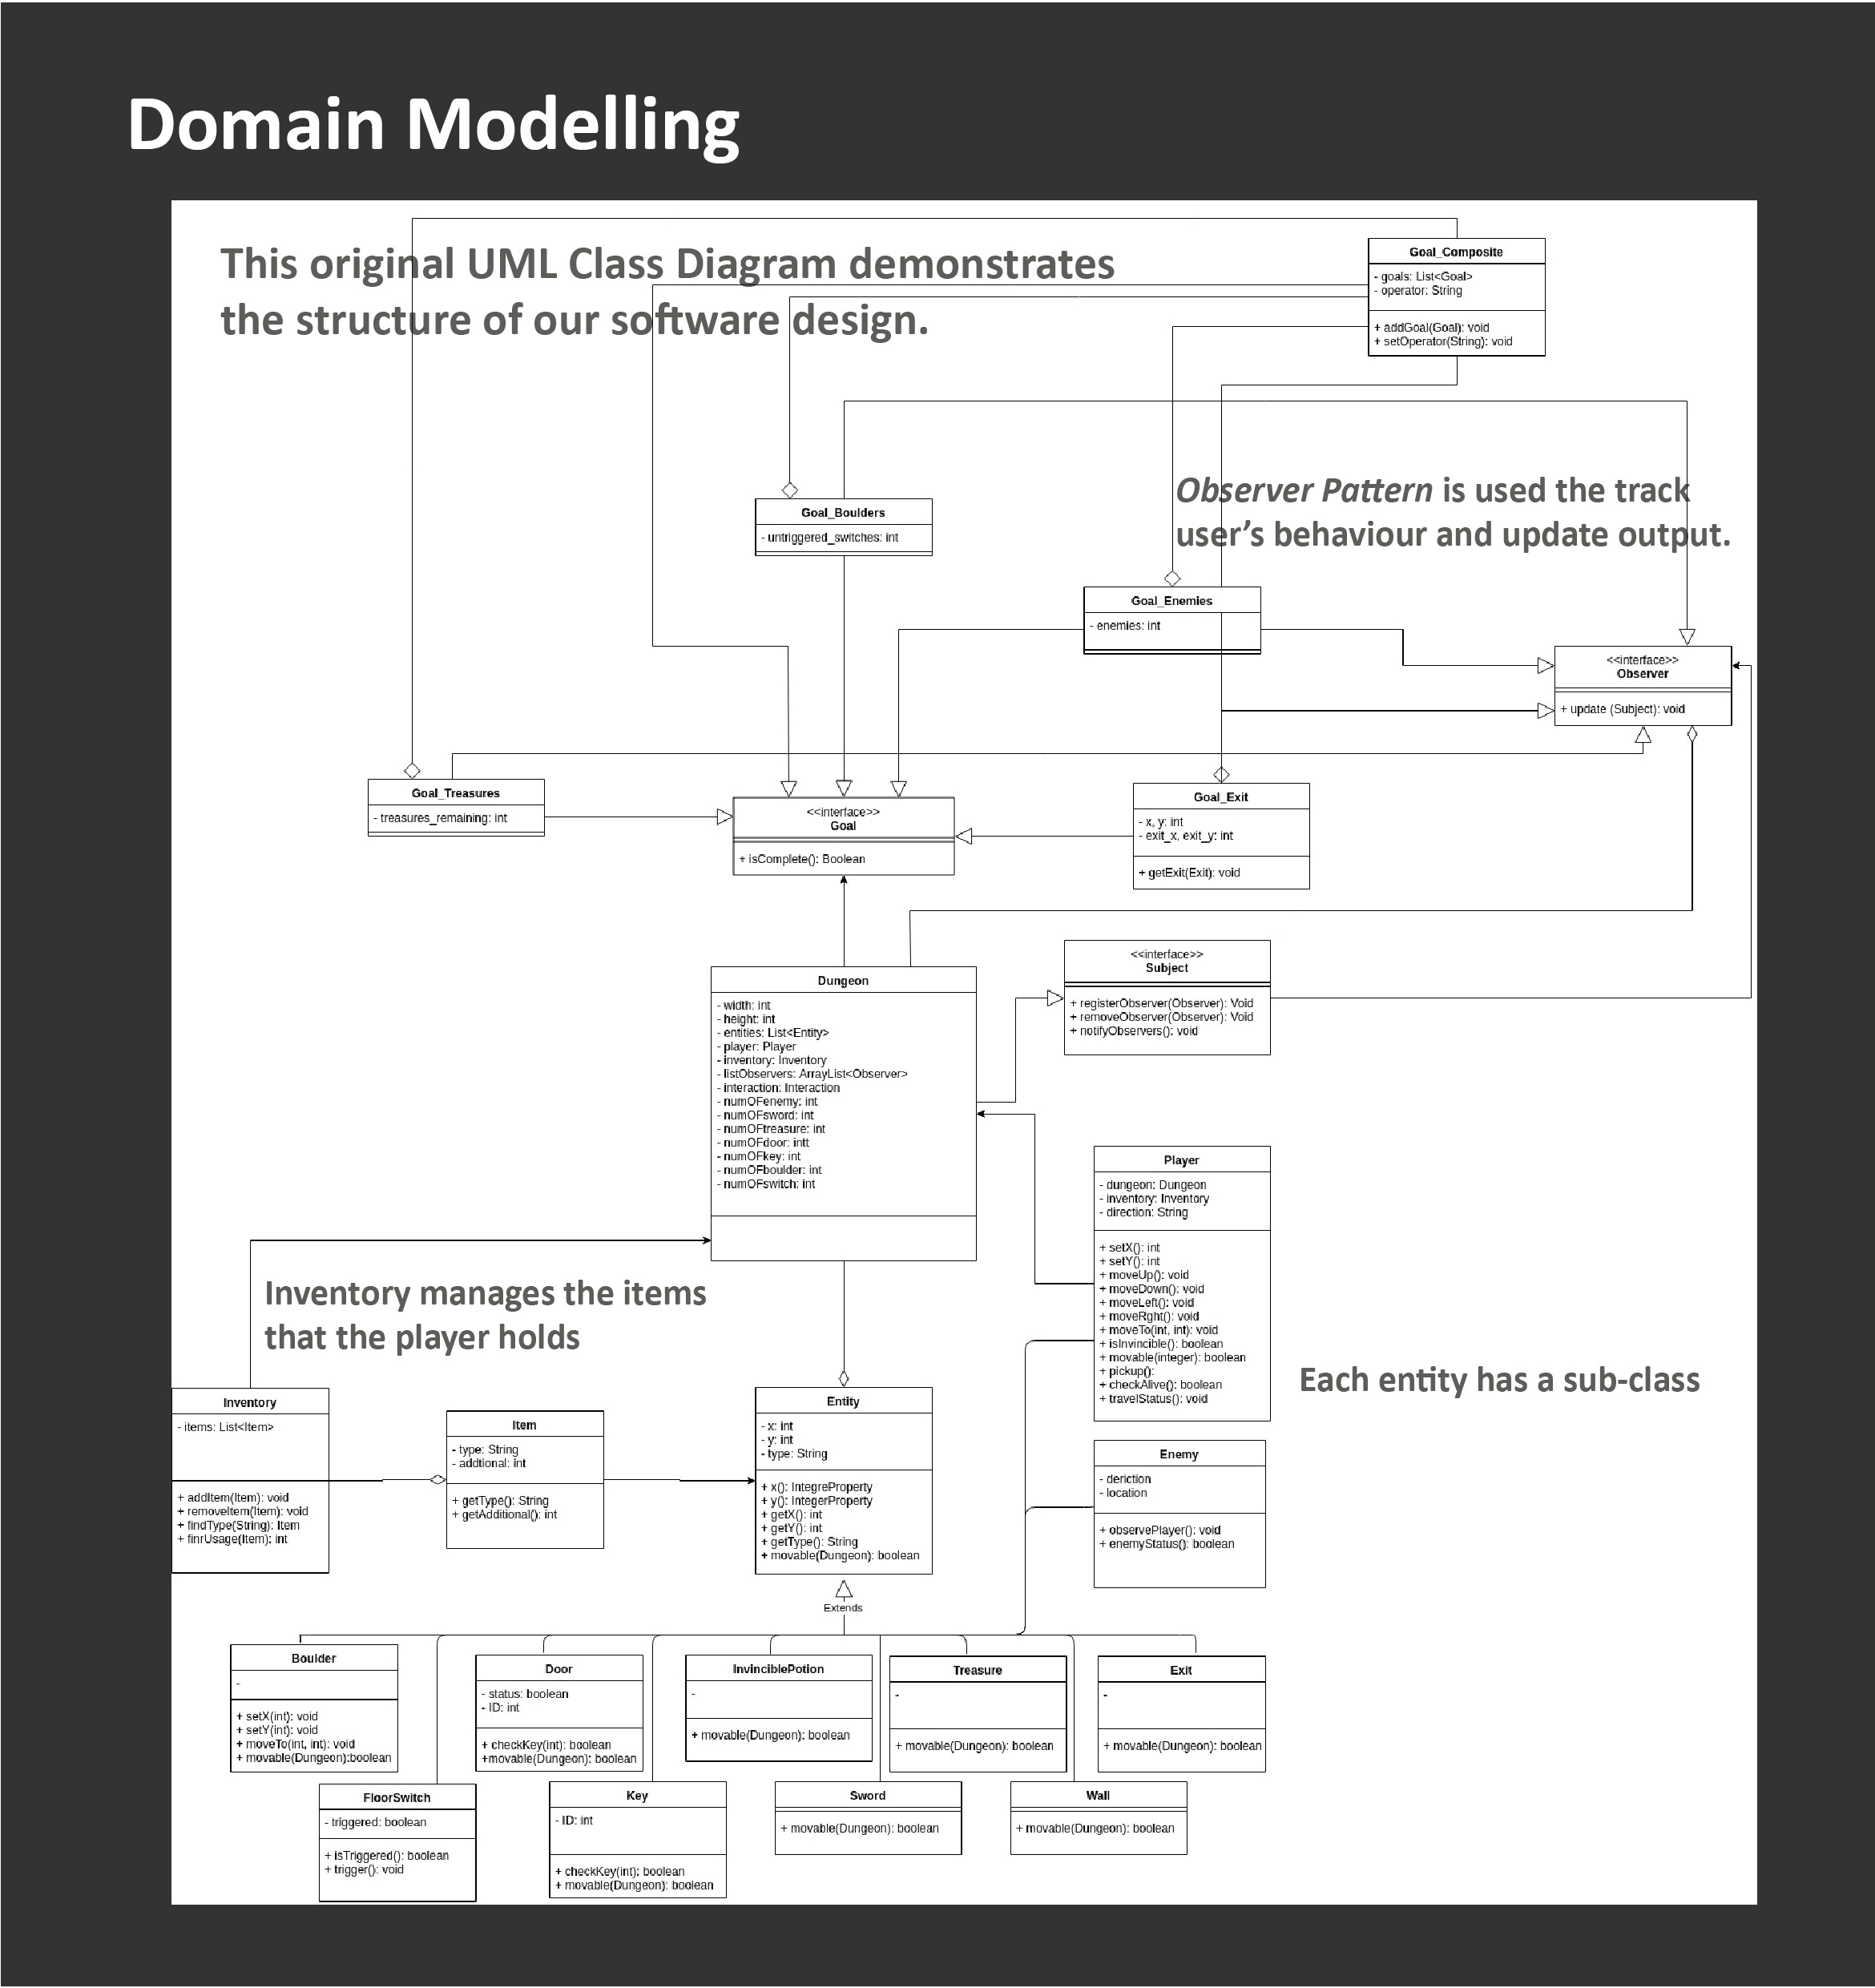 Domain Modelling
This original UML Class Diagram demonstrates
the structure of our software design.
Goal_Composite
- goals: List<Goal>
- operator: String
+ addGoal(Goal): void
+ setOperator(String): void
Observer Pattern is used the track
user’s behaviour and update output.
Goal_Boulders
- untriggered_switches: int
Goal_Enemies
- enemies: int
<<interface>>
Observer
+ update (Subject): void
Goal_Treasures
- treasures_remaining: int
<<interface>>
Goal
+ isComplete(): Boolean
Goal_Exit
- x, y: int
- exit_x, exit_y: int
+ getExit(Exit): void
<<interface>>
Subject
+ registerObserver(Observer): Void
+ removeObserver(Observer): Void
+ notifyObservers(): void
Dungeon
- width: int
- height: int
- entities: List<Entity>
- player: Player
- inventory: Inventory
- listObservers: ArrayList<Observer>
- interaction: Interaction
- numOFenemy: int
- numOFsword: int
- numOFtreasure: int
- numOFdoor: intt
- numOFkey: int
- numOFboulder: int
- numOFswitch: int
Player
- dungeon: Dungeon
- inventory: Inventory
- direction: String
+ setX(): int
+ setY(): int
+ moveUp(): void
+ moveDown(): void
+ moveLeft(): void
+ moveRght(): void
+ moveTo(int, int): void
+ isInvincible(): boolean
+ movable(integer): boolean
+ pickup():
+ checkAlive(): boolean
+ travelStatus(): void
Inventory manages the items
that the player holds
Each entity has a sub-class
Inventory
- items: List<Item>
+ addItem(Item): void
+ removeItem(Item): void
+ findType(String): Item
+ finrUsage(Item): int
Item
- type: String
- addtional: int
+ getType(): String
+ getAdditional(): int
Entity
- x: int
- y: int
- type: String
+ x(): IntegreProperty
+ y(): IntegerProperty
+ getX(): int
+ getY(): int
+ getType(): String
+ movable(Dungeon): boolean
Enemy
- deriction
- location
+ observePlayer(): void
+ enemyStatus(): boolean
Extends
Boulder
-
+ setX(int): void
+ setY(int): void
+ moveTo(int, int): void
+ movable(Dungeon):boolean
Door
- status: boolean
- ID: int
+ checkKey(int): boolean
+movable(Dungeon): boolean
InvinciblePotion
-
+ movable(Dungeon): boolean
Treasure
-
+ movable(Dungeon): boolean
Exit
-
+ movable(Dungeon): boolean
FloorSwitch
- triggered: boolean
+ isTriggered(): boolean
+ trigger(): void
Key
- ID: int
+ checkKey(int): boolean
+ movable(Dungeon): boolean
Sword
+ movable(Dungeon): boolean
Wall
+ movable(Dungeon): boolean